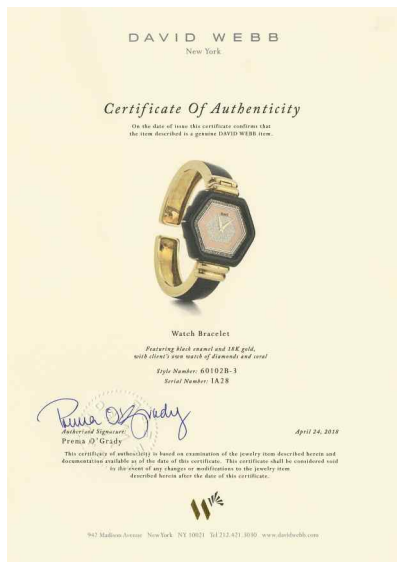 DAVID WEBB
New York
Certificate Of Authenticity
On the date of issue this certificate confirms that
the item described is a genuine DAVID WEBB item.
Watch Bracelet
Featuring black enamel and 18K gold,
with client's own watch of diamonds and coral
Style Number: 60102B-3
Serial Number: IA28
Prema O'Grady
Authorized Signature:
April 24, 2018
Prema O'Grady
This certificate of authenticity is based on examination of the jewelry item described herein and
documentation available as of the date of this certificate. This certificate shall be considered void
in the event of any changes or modifications to the jewelry item
described herein after the date of this certificate.
942 Madison Avenue New York NY 10021 Tel 212.421.3030 www.davidwebb.com